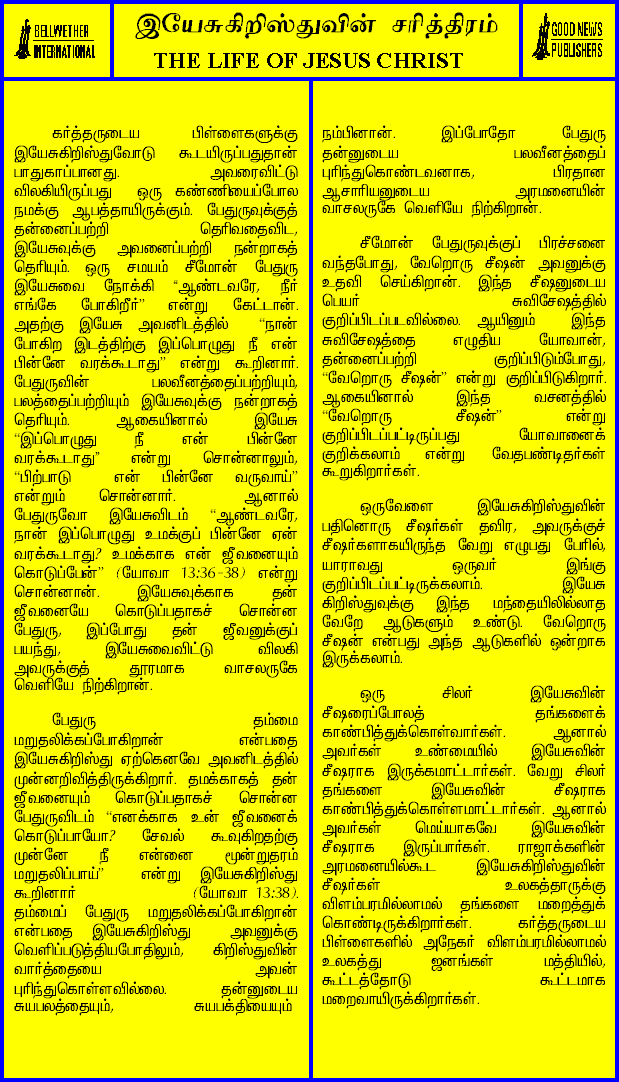 BELLWETHER
INTERNATIONAL
இயேசுகிறிஸ்துவின் சரித்திரம்
THE LIFE OF JESUS CHRIST
GOOD NEWS
PUBLISHERS
கர்த்தருடைய பிள்ளைகளுக்கு
இயேசுகிறிஸ்துவோடு கூடயிருப்பதுதான்
பாதுகாப்பானது. அவரைவிட்டு
விலகியிருப்பது ஒரு கண்ணியைப்போல
நமக்கு ஆபத்தாயிருக்கும். பேதுருவுக்குத்
தன்னைப்பற்றி தெரிவதைவிட,
இயேசுவுக்கு அவனைப்பற்றி நன்றாகத்
தெரியும். ஒரு சமயம் சீமோன் பேதுரு
இயேசுவை நோக்கி “ஆண்டவரே, நீர்
எங்கே போகிறீர்” என்று கேட்டான்.
அதற்கு இயேசு அவனிடத்தில் “நான்
போகிற இடத்திற்கு இப்பொழுது நீ என்
பின்னே வரக்கூடாது” என்று கூறினார்.
பேதுருவின் பலவீனத்தைப்பற்றியும்,
பலத்தைப்பற்றியும் இயேசுவுக்கு நன்றாகத்
தெரியும். ஆகையினால் இயேசு
“இப்பொழுது நீ என் பின்னே
வரக்கூடாது” என்று சொன்னாலும்,
“பிற்பாடு என் பின்னே வருவாய்”
என்றும் சொன்னார். ஆனால்
பேதுருவோ இயேசுவிடம் “ஆண்டவரே,
நான் இப்பொழுது உமக்குப் பின்னே ஏன்
வரக்கூடாது? உமக்காக என் ஜீவனையும்
கொடுப்பேன்” (யோவா 13:36-38) என்று
சொன்னான். இயேசுவுக்காக தன்
ஜீவனையே கொடுப்பதாகச் சொன்ன
பேதுரு, இப்போது தன் ஜீவனுக்குப்
பயந்து, இயேசுவைவிட்டு விலகி
அவருக்குத் தூரமாக வாசலருகே
வெளியே நிற்கிறான்.
பேதுரு தம்மை
மறுதலிக்கப்போகிறான் என்பதை
இயேசுகிறிஸ்து ஏற்கெனவே அவனிடத்தில்
முன்னறிவித்திருக்கிறார். தமக்காகத் தன்
ஜீவனையும் கொடுப்பதாகச் சொன்ன
பேதுருவிடம் “எனக்காக உன் ஜீவனைக்
கொடுப்பாயோ? சேவல் கூவுகிறதற்கு
முன்னே நீ என்னை மூன்றுதரம்
மறுதலிப்பாய்” என்று இயேசுகிறிஸ்து
கூறினார் (யோவா 13:38).
தம்மைப் பேதுரு மறுதலிக்கப்போகிறான்
என்பதை இயேசுகிறிஸ்து அவனுக்கு
வெளிப்படுத்தியபோதிலும், கிறிஸ்துவின்
வார்த்தையை அவன்
புரிந்துகொள்ளவில்லை. தன்னுடைய
சுயபலத்தையும், சுயபக்தியையும்
நம்பினான். இப்போதோ பேதுரு
தன்னுடைய பலவீனத்தைப்
புரிந்துகொண்டவனாக, பிரதான
ஆசாரியனுடைய அரமனையின்
வாசலருகே வெளியே நிற்கிறான்.
சீமோன் பேதுருவுக்குப் பிரச்சனை
வந்தபோது, வேறொரு சீஷன் அவனுக்கு
உதவி செய்கிறான். இந்த சீஷனுடைய
பெயர் சுவிசேஷத்தில்
குறிப்பிடப்படவில்லை. ஆயினும் இந்த
சுவிசேஷத்தை எழுதிய யோவான்,
தன்னைப்பற்றி குறிப்பிடும்போது,
“வேறொரு சீஷன்” என்று குறிப்பிடுகிறார்.
ஆகையினால் இந்த வசனத்தில்
“வேறொரு சீஷன்” என்று
குறிப்பிடப்பட்டிருப்பது யோவானைக்
குறிக்கலாம் என்று வேதபண்டிதர்கள்
கூறுகிறார்கள்.
ஒருவேளை இயேசுகிறிஸ்துவின்
பதினொரு சீஷர்கள் தவிர, அவருக்குச்
சீஷர்களாகயிருந்த வேறு எழுபது பேரில்,
யாராவது ஒருவர் இங்கு
குறிப்பிடப்பட்டிருக்கலாம். இயேசு
கிறிஸ்துவுக்கு இந்த மந்தையிலில்லாத
வேறே ஆடுகளும் உண்டு. வேறொரு
சீஷன் என்பது அந்த ஆடுகளில் ஒன்றாக
இருக்கலாம்.
ஒரு சிலர் இயேசுவின்
சீஷரைப்போலத் தங்களைக்
காண்பித்துக்கொள்வார்கள். ஆனால்
அவர்கள் உண்மையில் இயேசுவின்
சீஷராக இருக்கமாட்டார்கள். வேறு சிலர்
தங்களை இயேசுவின் சீஷராக
காண்பித்துக்கொள்ளமாட்டார்கள். ஆனால்
அவர்கள் மெய்யாகவே இயேசுவின்
சீஷராக இருப்பார்கள். ராஜாக்களின்
அரமனையில்கூட இயேசுகிறிஸ்துவின்
சீஷர்கள் உலகத்தாருக்கு
விளம்பரமில்லாமல் தங்களை மறைத்துக்
கொண்டிருக்கிறார்கள். கர்த்தருடைய
பிள்ளைகளில் அநேகர் விளம்பரமில்லாமல்
உலகத்து ஜனங்கள் மத்தியில்,
கூட்டத்தோடு கூட்டமாக
மறைவாயிருக்கிறார்கள்.